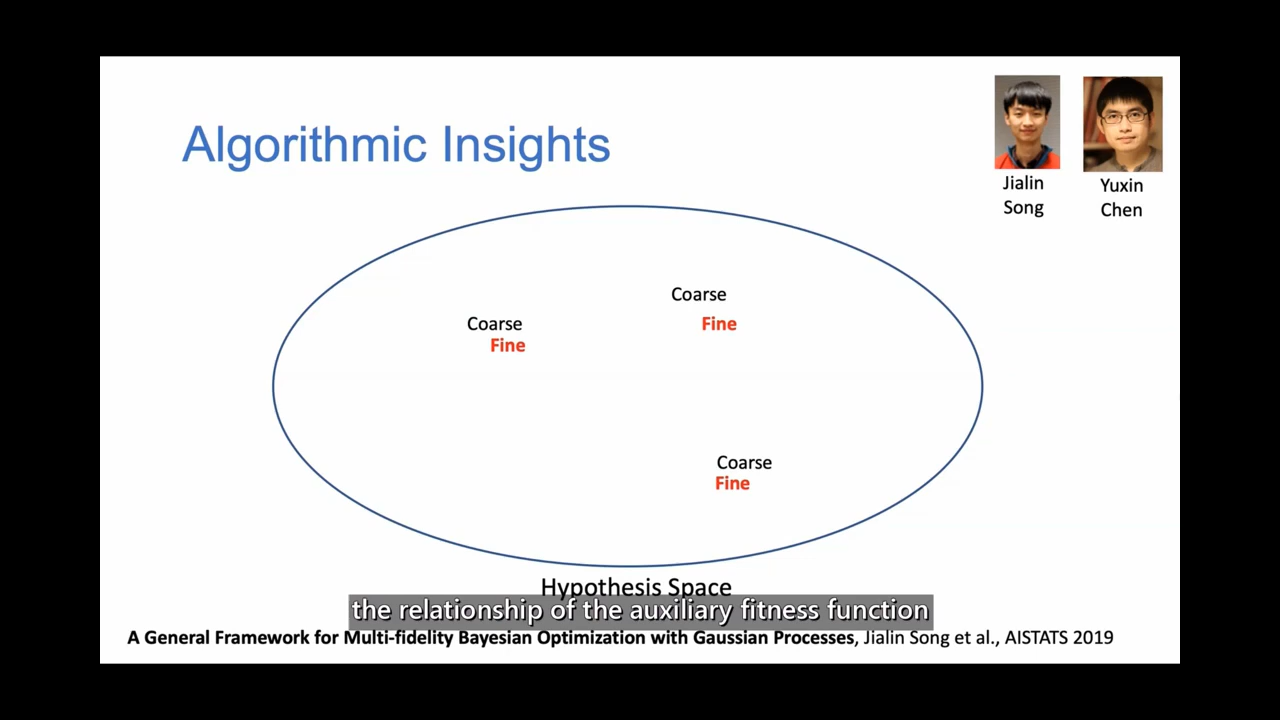 Algorithmic Insights
Jialin
Song
Yuxin
Chen
Coarse
Fine
Coarse
Fine
Coarse
Fine
Hypothesis Space
the relationship of the auxiliary fitness function
A General Framework for Multi-fidelity Bayesian Optimization with Gaussian Processes, Jialin Song et al., AISTATS 2019